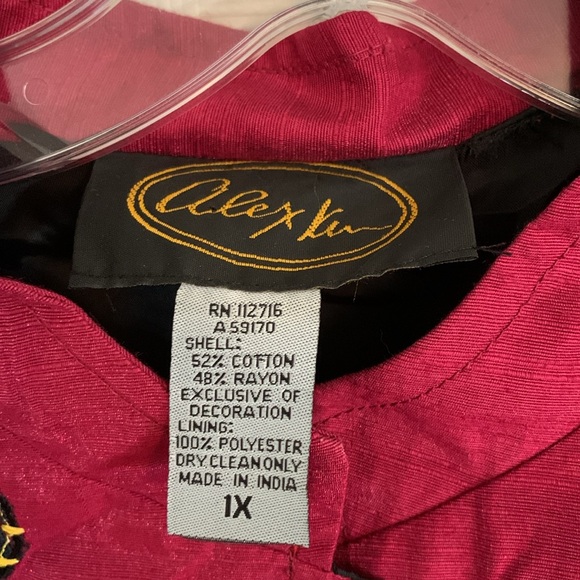 Alex Kim
RN 112716
A 59170
SHELL:
52% COTTON
48% RAYON
EXCLUSIVE OF
DECORATION
LINING:
100% POLYESTER
DRY CLEAN ONLY
MADE IN INDIA
1X